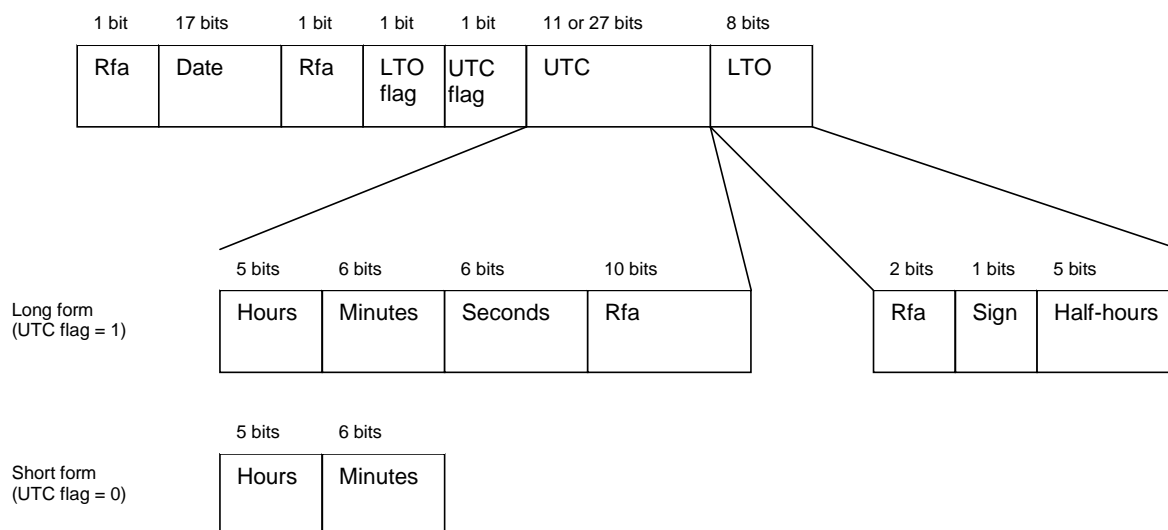 1 bit 17 bits 1 bit 1 bit 1 bit 11 or 27 bits 8 bits
Rfa Date Rfa LTO flag UTC flag UTC LTO
5 bits 6 bits 6 bits 10 bits 2 bits 1 bits 5 bits
Long form
(UTC flag = 1)
Hours Minutes Seconds Rfa Rfa Sign Half-hours
5 bits 6 bits
Short form
(UTC flag = 0)
Hours Minutes